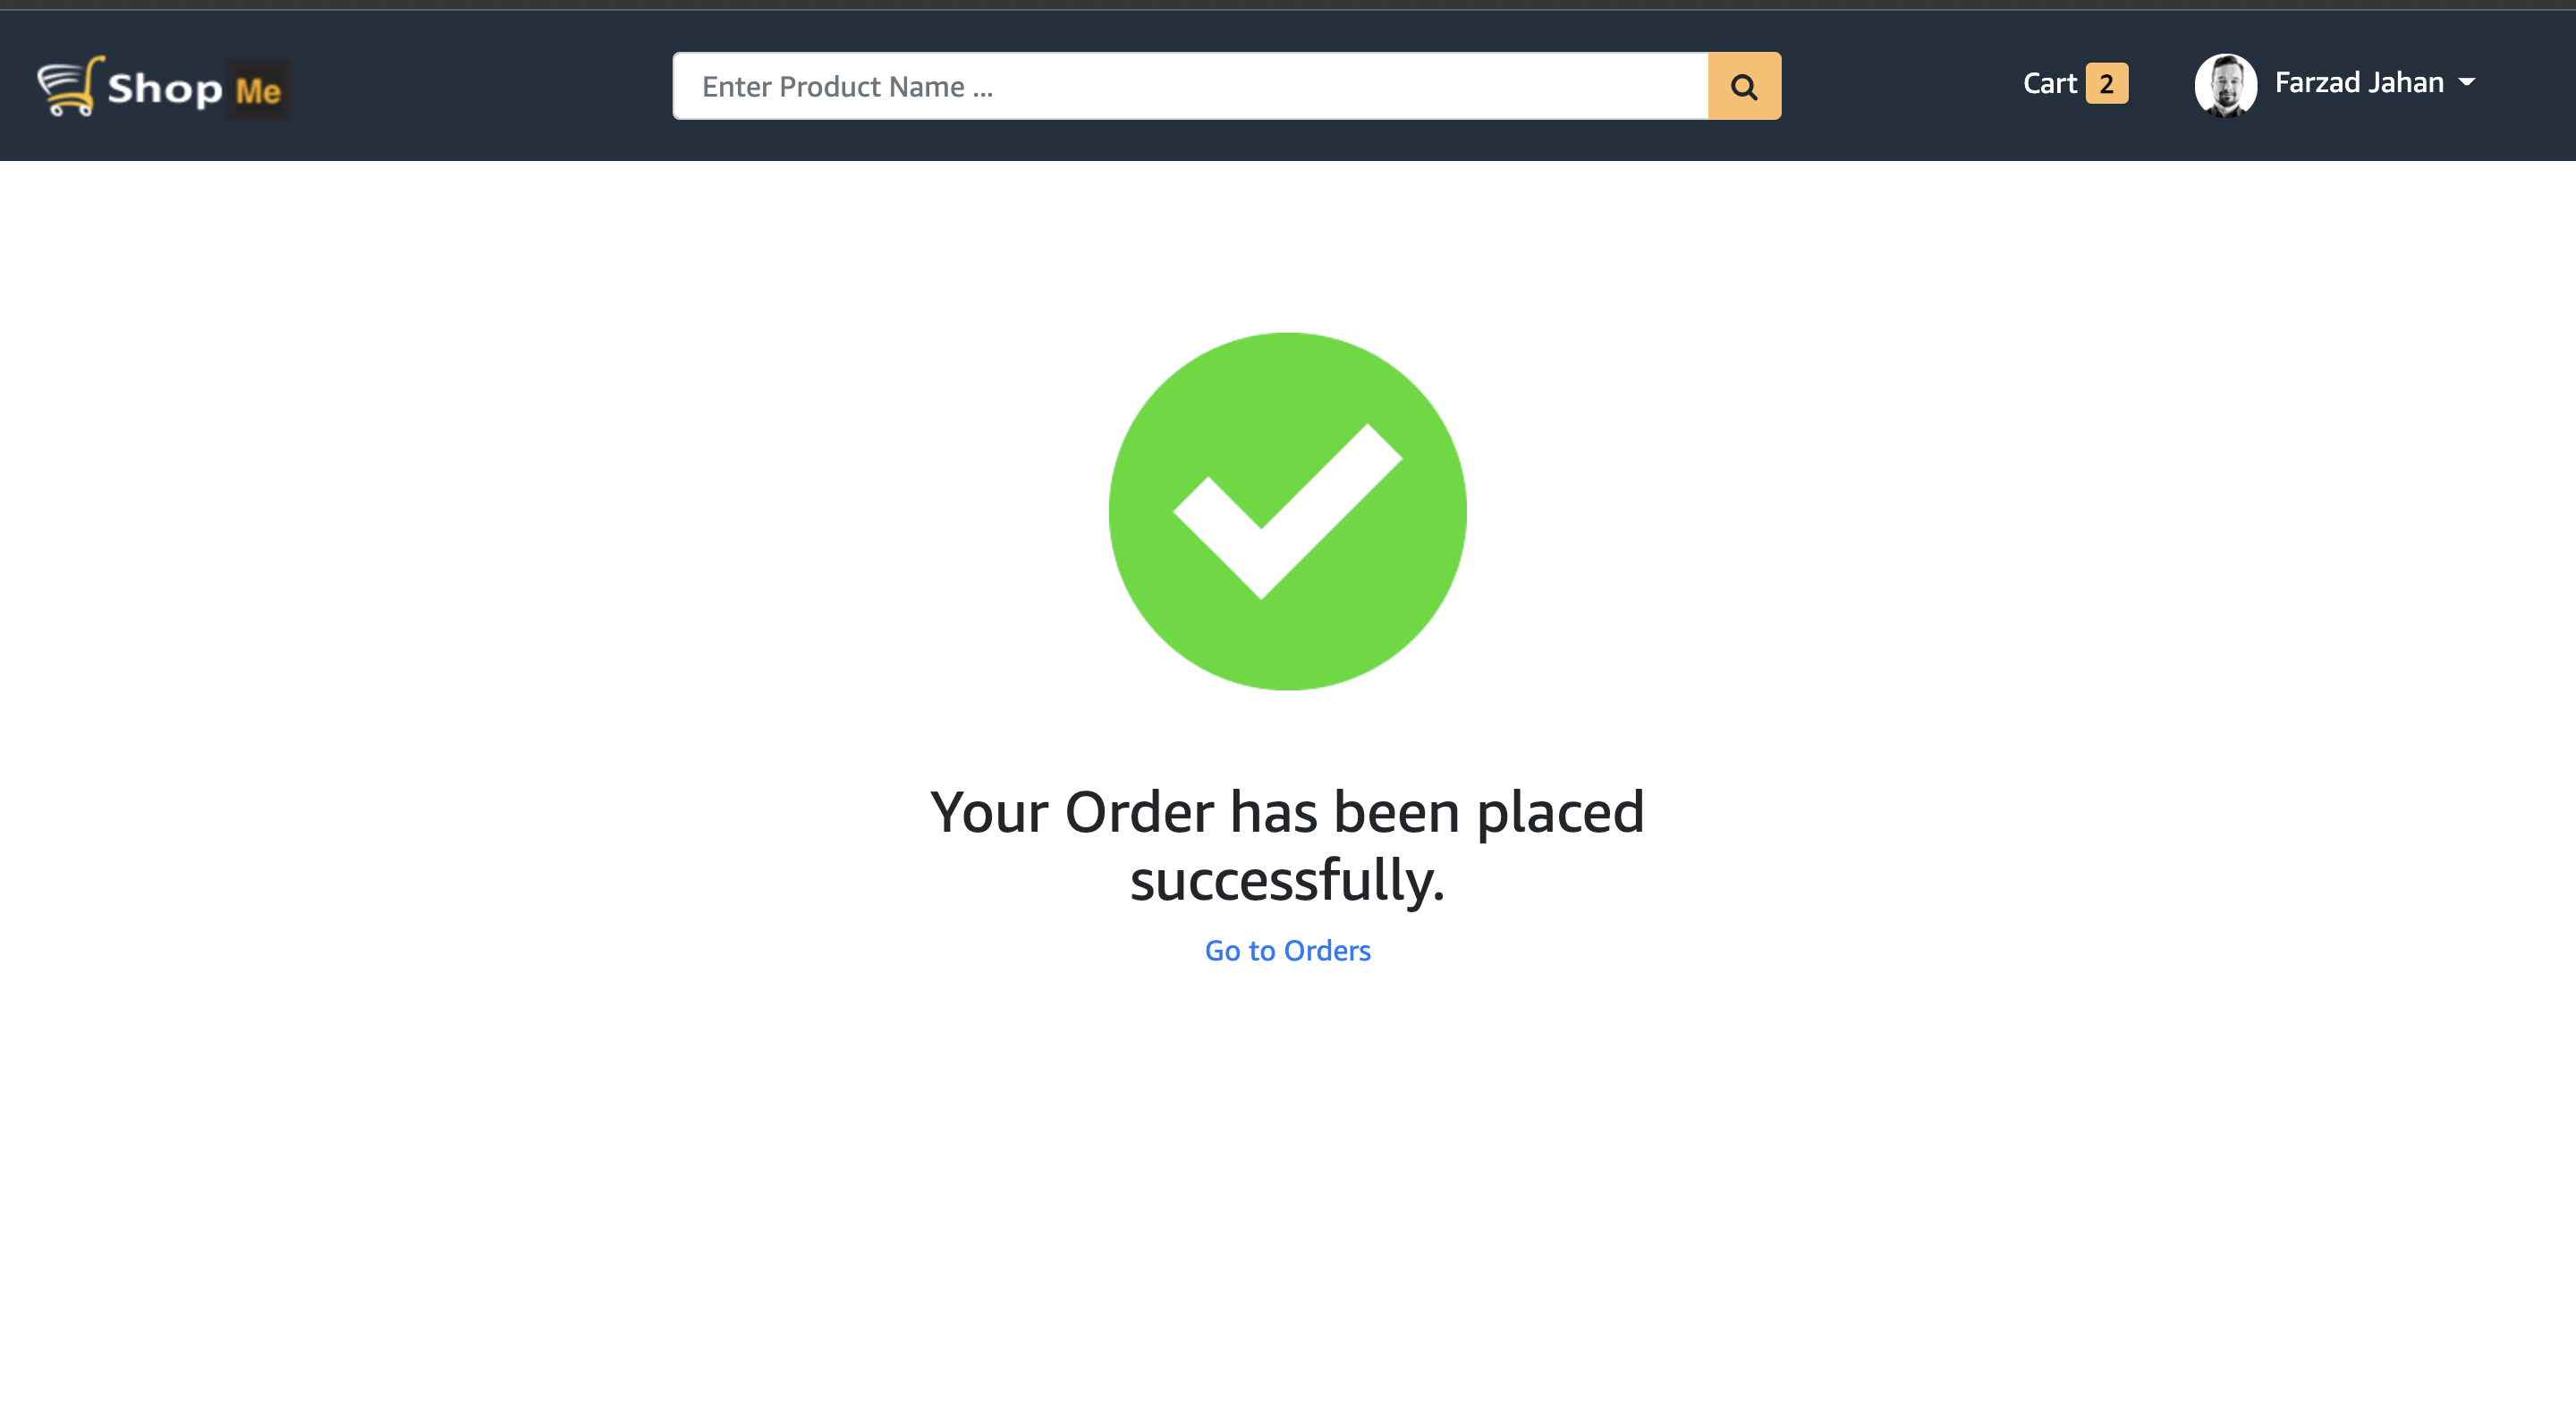 Shop Me
Enter Product Name ...
Cart 2
Farzad Jahan
Your Order has been placed
successfully.
Go to Orders